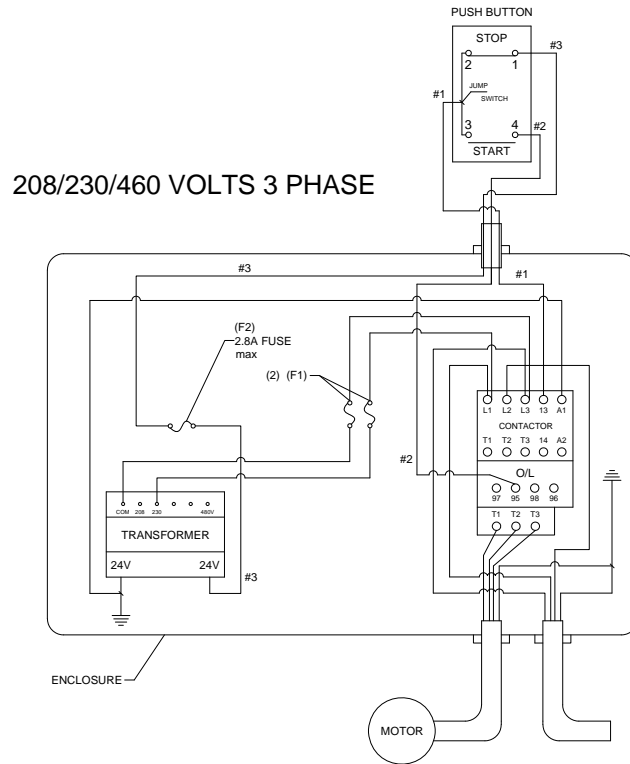 PUSH BUTTON
STOP
#3
2 1
#1
JUMP
SWITCH
3 4
#2
START
208/230/460 VOLTS 3 PHASE
#3
#1
(F2)
2.8A FUSE
max
(2) (F1)
L1 L2 L3 13 A1
CONTACTOR
T1 T2 T3 14 A2
#2
O/L
97 95 98 96
T1 T2 T3
COM 208 230 480V
TRANSFORMER
24V 24V
#3
ENCLOSURE
MOTOR